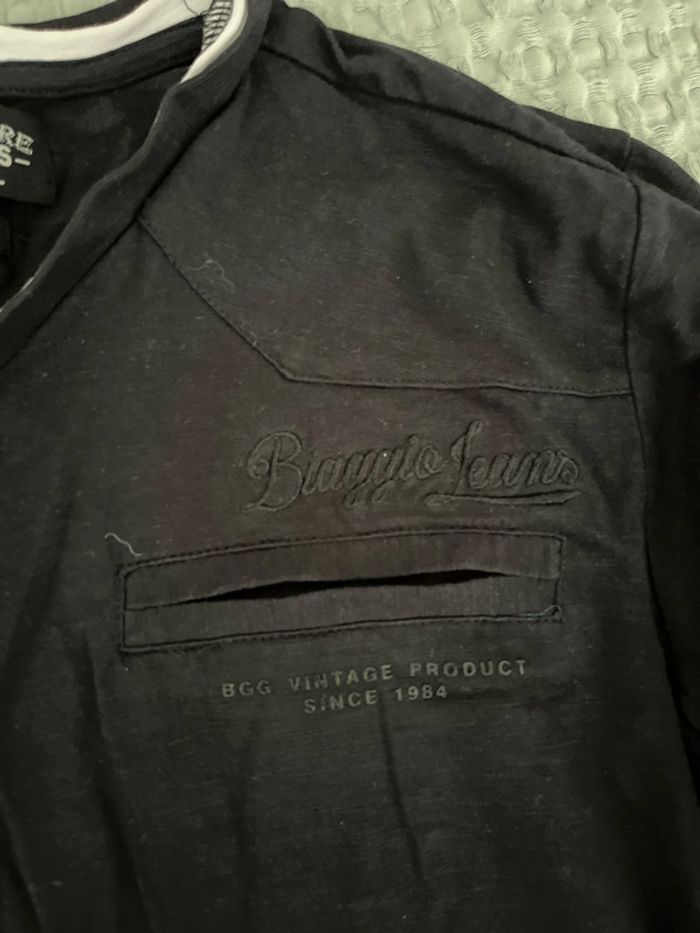 Biaggio Jeans
BGG VINTAGE PRODUCT
SINCE 1984